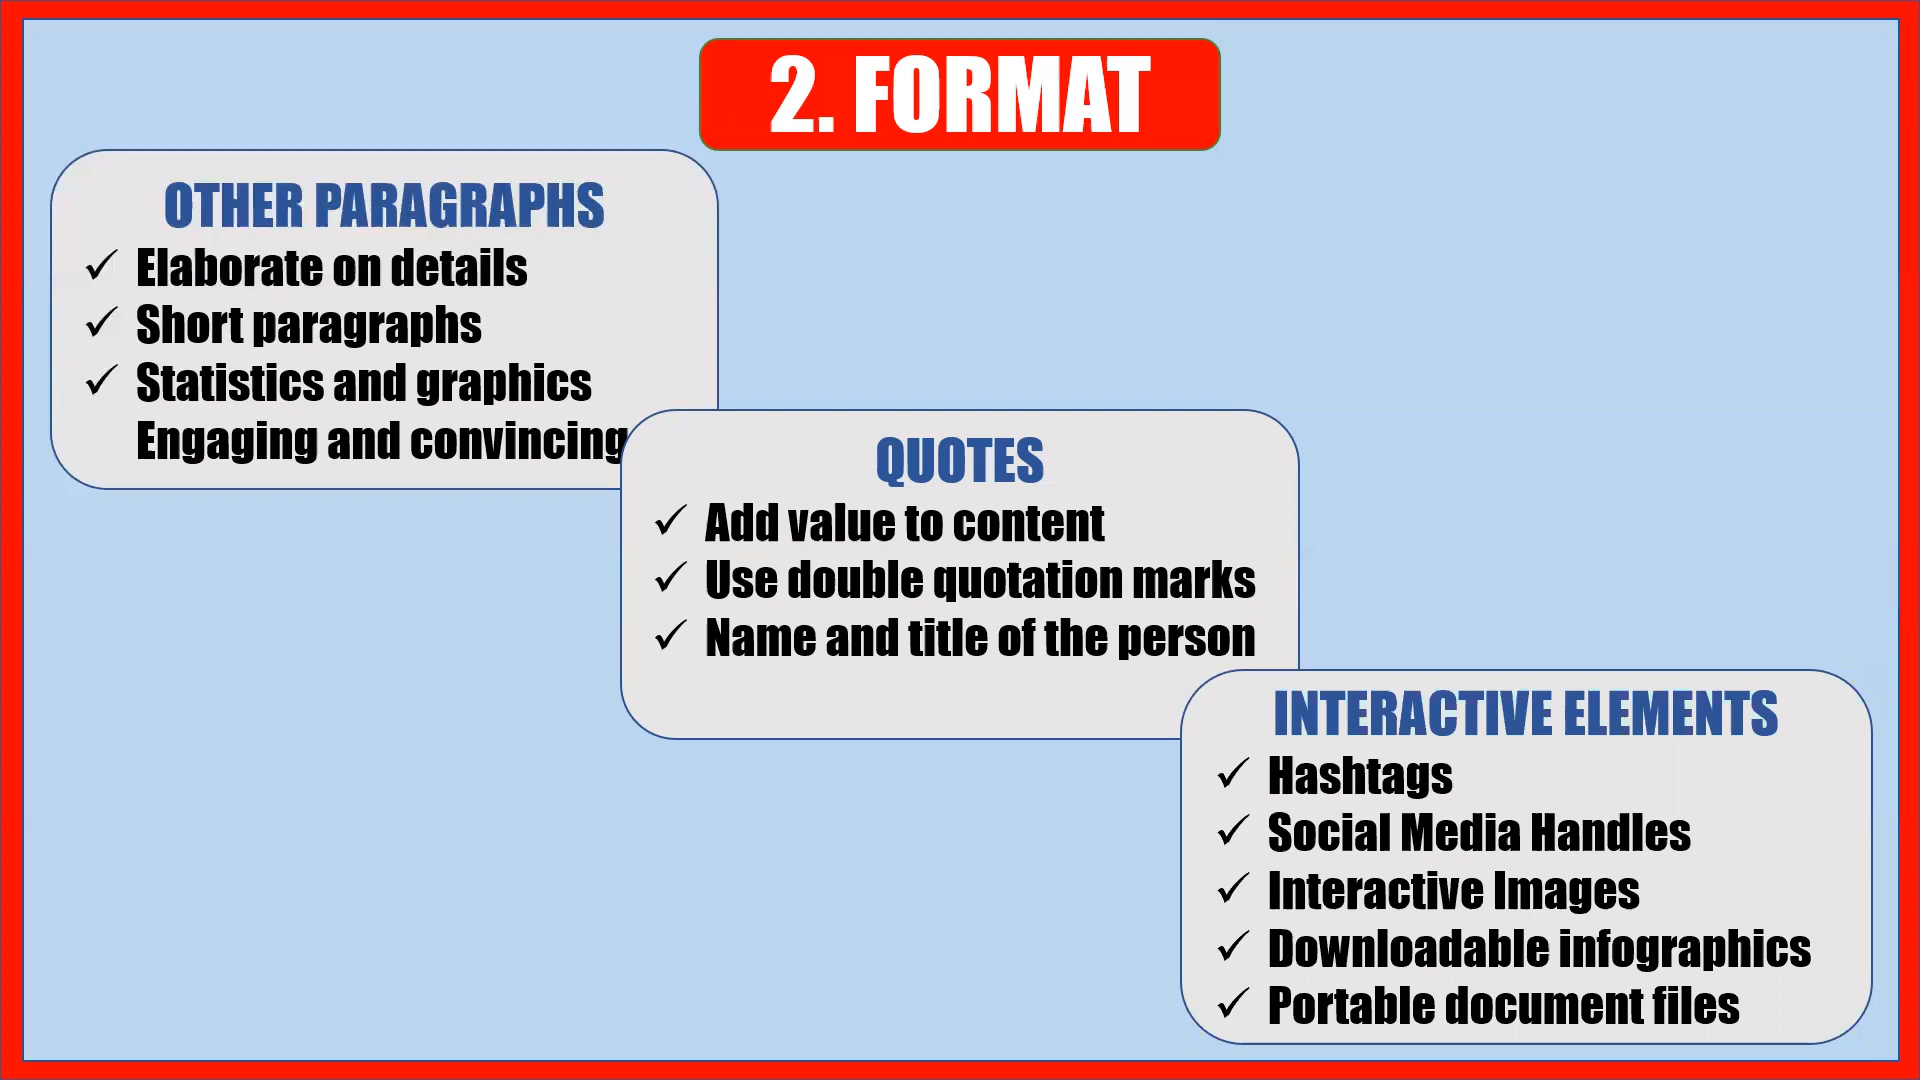 2. FORMAT
OTHER PARAGRAPHS
✓ Elaborate on details
✓ Short paragraphs
✓ Statistics and graphics
Engaging and convincing
QUOTES
✓ Add value to content
✓ Use double quotation marks
✓ Name and title of the person
INTERACTIVE ELEMENTS
✓ Hashtags
✓ Social Media Handles
✓ Interactive Images
✓ Downloadable infographics
✓ Portable document files